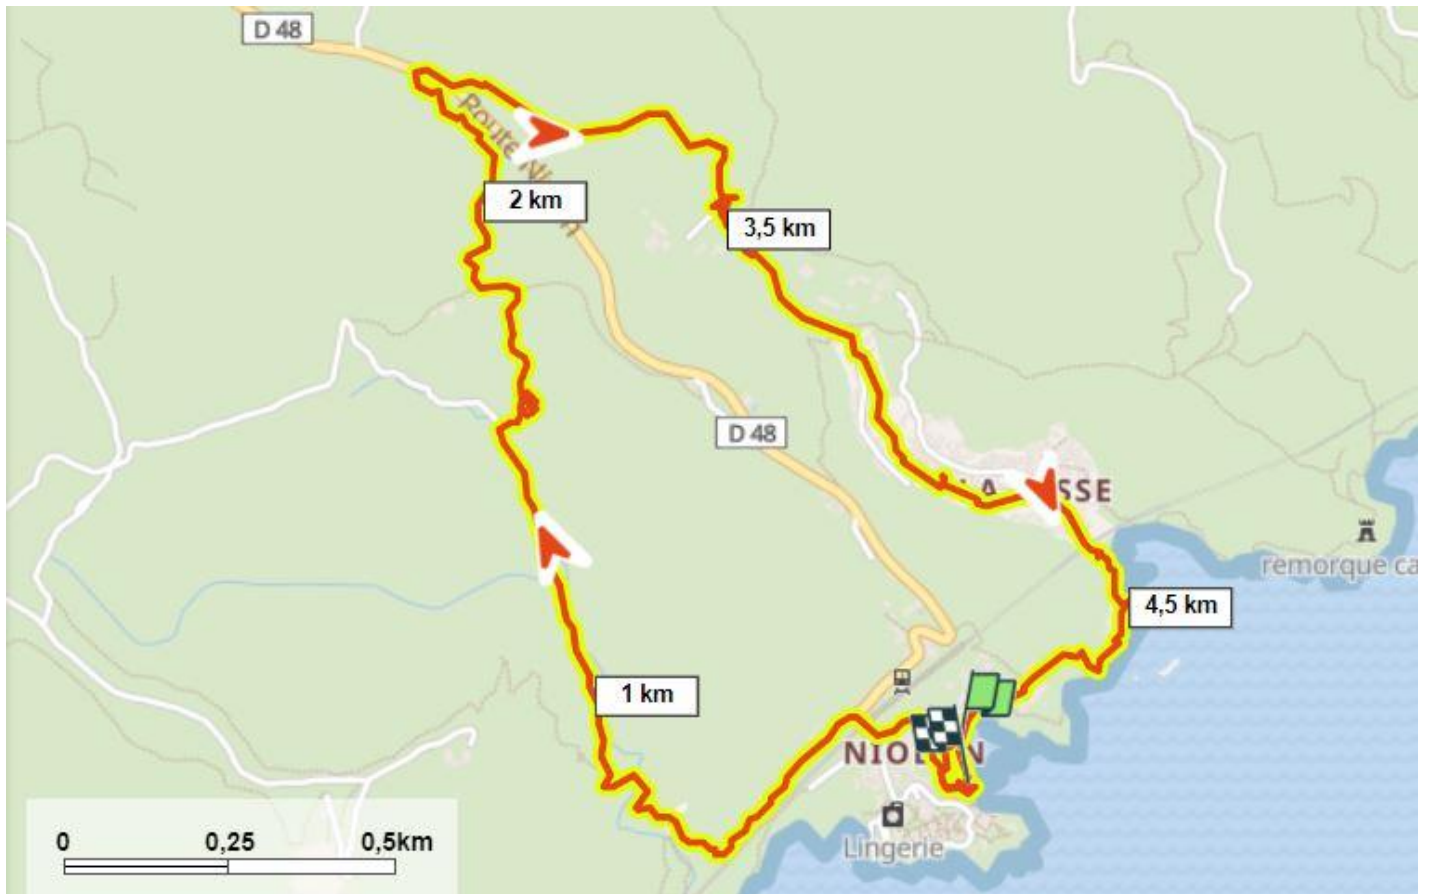 D 48
Route Ni
n
2 km
3,5 km
D 48
LA
SSE
remorque ca
4,5 km
1 km
NIO
N
Lingerie
0 0,25 0,5km